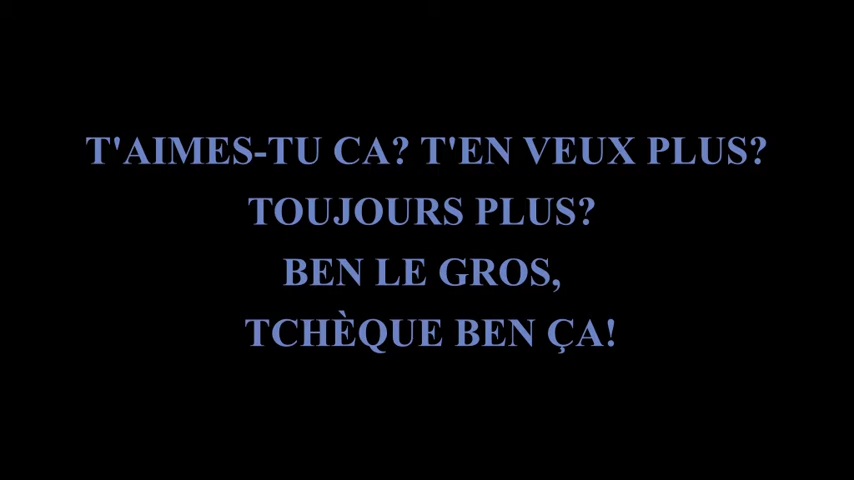 T'AIMES-TU CA? T'EN VEUX PLUS?
TOUJOURS PLUS?
BEN LE GROS,
TCHÈQUE BEN ÇA!